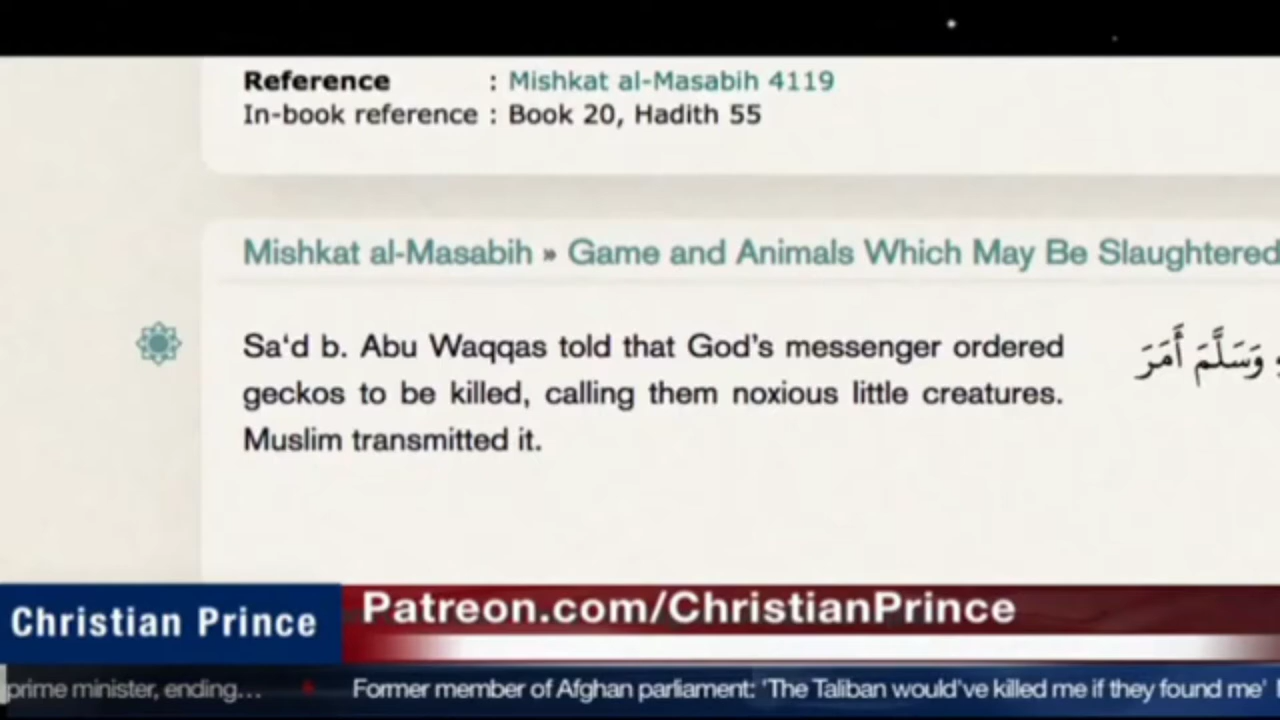 Reference : Mishkat al-Masabih 4119
In-book reference : Book 20, Hadith 55
Mishkat al-Masabih » Game and Animals Which May Be Slaughtered
Sa‘d b. Abu Waqqas told that God’s messenger ordered
geckos to be killed, calling them noxious little creatures.
Muslim transmitted it.
وَسَلَّمَ أَمَرَ
Christian Prince
Patreon.com/ChristianPrince
prime minister, ending... Former member of Afghan parliament: 'The Taliban would've killed me if they found me'